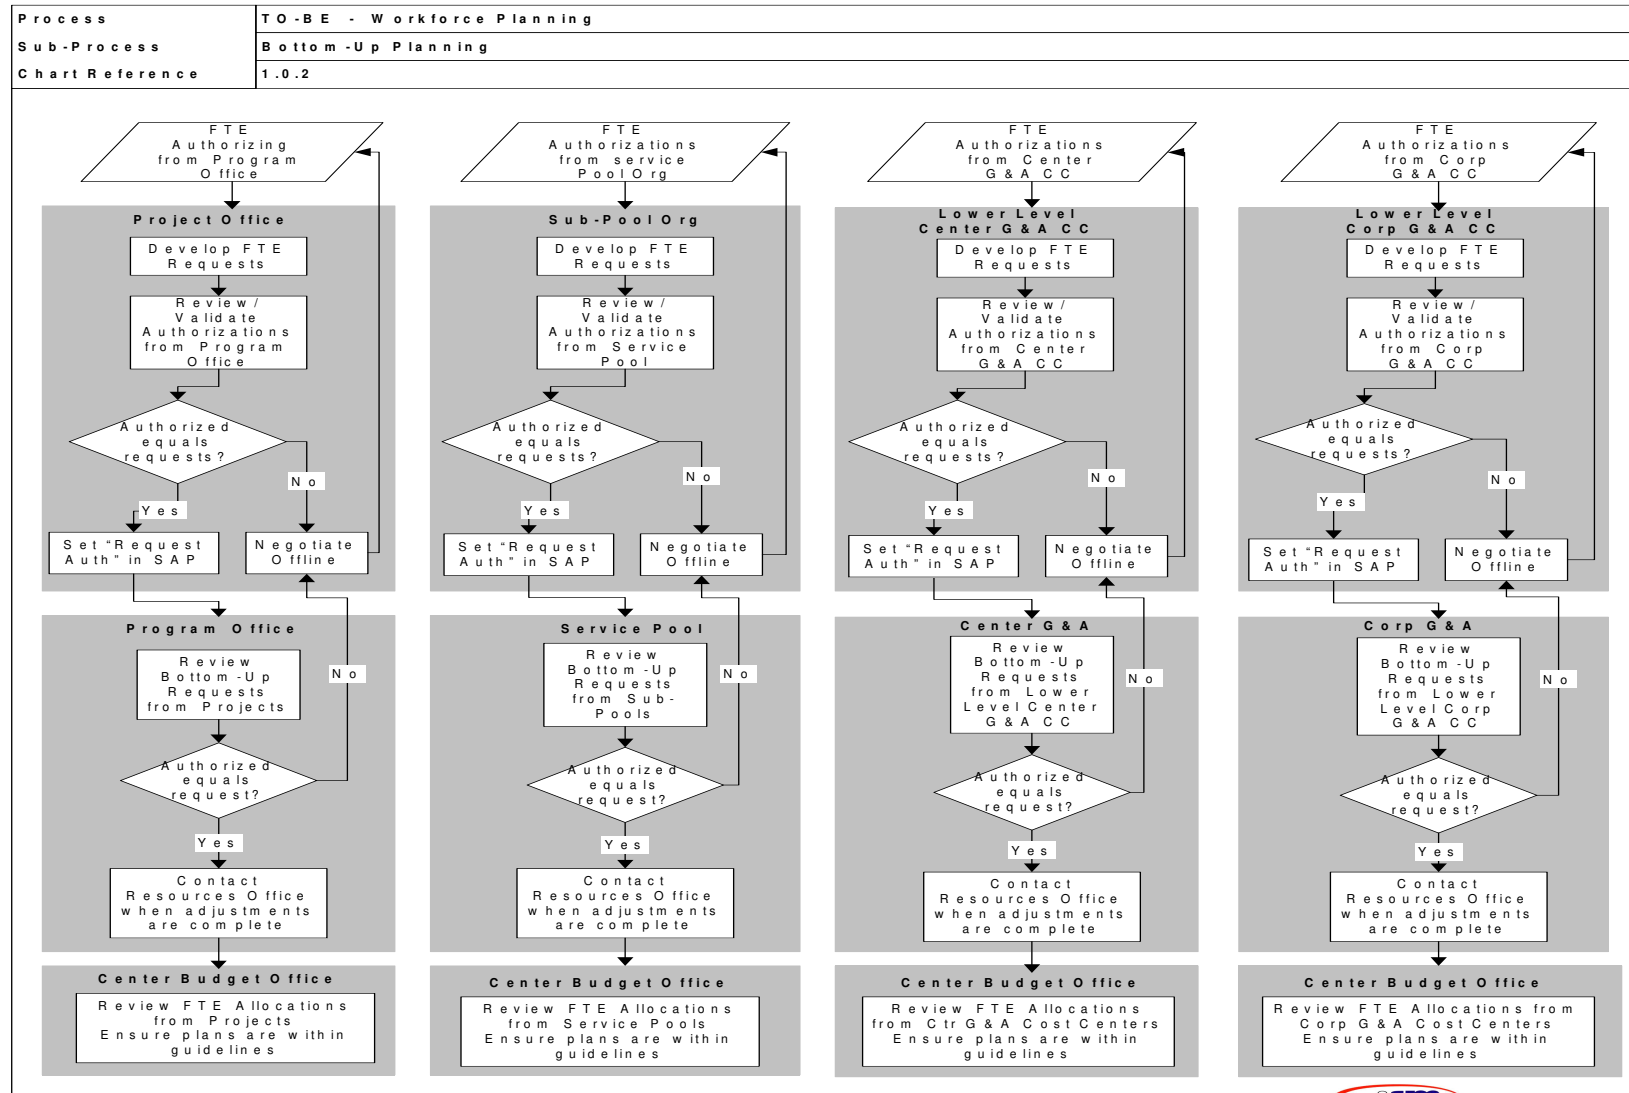 Process TO-BE - Workforce Planning
Sub-Process Bottom-Up Planning
Chart Reference 1.0.2
FTE
Authorizing
from Program
Office
Project Office
Develop FTE
Requests
Review/
Validate
Authorizations
from Program
Office
Authorized
equals
requests?
No
Yes
Set “Request
Auth” in SAP
Negotiate
Offline
Program Office
Review
Bottom-Up
Requests
from Projects
No
Authorized
equals
request?
Yes
Contact
Resources Office
when adjustments
are complete
Center Budget Office
Review FTE Allocations
from Projects
Ensure plans are within
guidelines
FTE
Authorizations
from service
Pool Org
Sub-Pool Org
Develop FTE
Requests
Review/
Validate
Authorizations
from Service
Pool
Authorized
equals
requests?
No
Yes
Set “Request
Auth” in SAP
Negotiate
Offline
Service Pool
Review
Bottom-Up
Requests
from Sub-
Pools
No
Authorized
equals
request?
Yes
Contact
Resources Office
when adjustments
are complete
Center Budget Office
Review FTE Allocations
from Service Pools
Ensure plans are within
guidelines
FTE
Authorizations
from Center
G&A CC
Lower Level
Center G&A CC
Develop FTE
Requests
Review/
Validate
Authorizations
from Center
G&A CC
Authorized
equals
requests?
No
Yes
Set “Request
Auth” in SAP
Negotiate
Offline
Center G&A
Review
Bottom-Up
Requests
from Lower
Level Center
G&A CC
No
Authorized
equals
request?
Yes
Contact
Resources Office
when adjustments
are complete
Center Budget Office
Review FTE Allocations
from Ctr G&A Cost Centers
Ensure plans are within
guidelines
FTE
Authorizations
from Corp
G&A CC
Lower Level
Corp G&A CC
Develop FTE
Requests
Review/
Validate
Authorizations
from Corp
G&A CC
Authorized
equals
requests?
No
Yes
Set “Request
Auth” in SAP
Negotiate
Offline
Corp G&A
Review
Bottom-Up
Requests
from Lower
Level Corp
G&A CC
No
Authorized
equals
request?
Yes
Contact
Resources Office
when adjustments
are complete
Center Budget Office
Review FTE Allocations from
Corp G&A Cost Centers
Ensure plans are within
guidelines